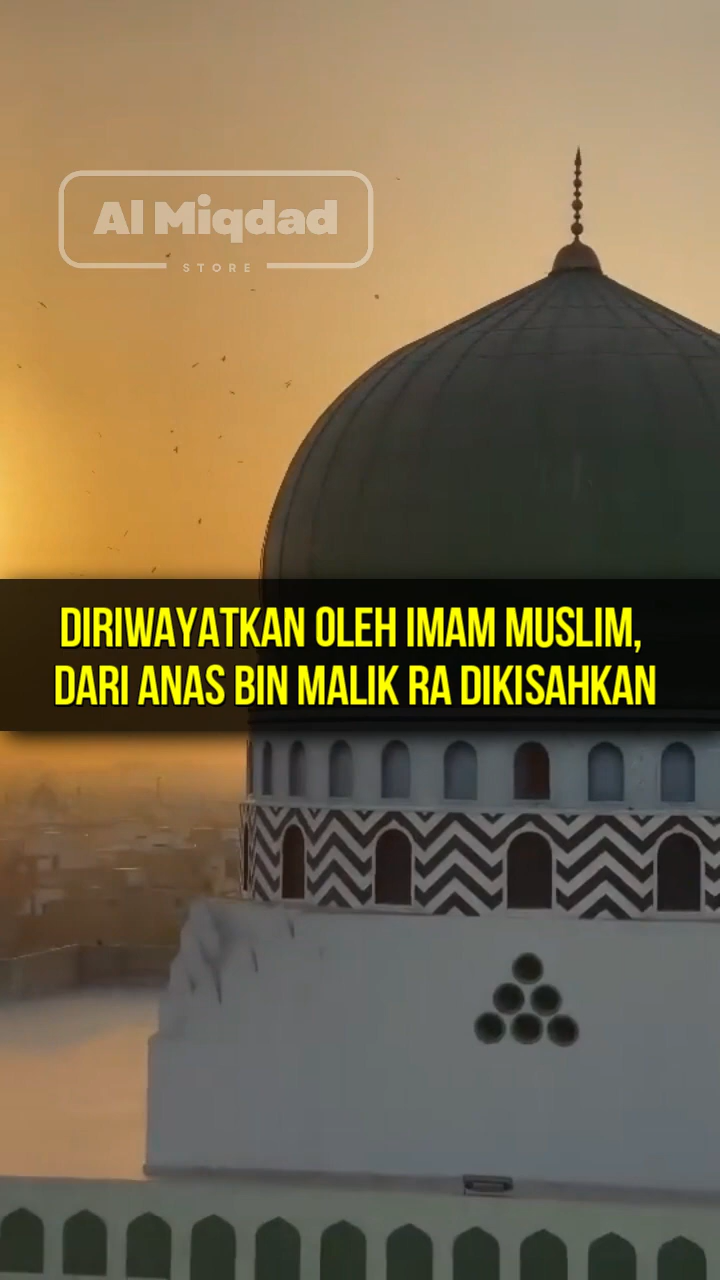 Al Miqdad
STORE
DIRIWAYATKAN OLEH IMAM MUSLIM,
DARI ANAS BIN MALIK RA DIKISAHKAN